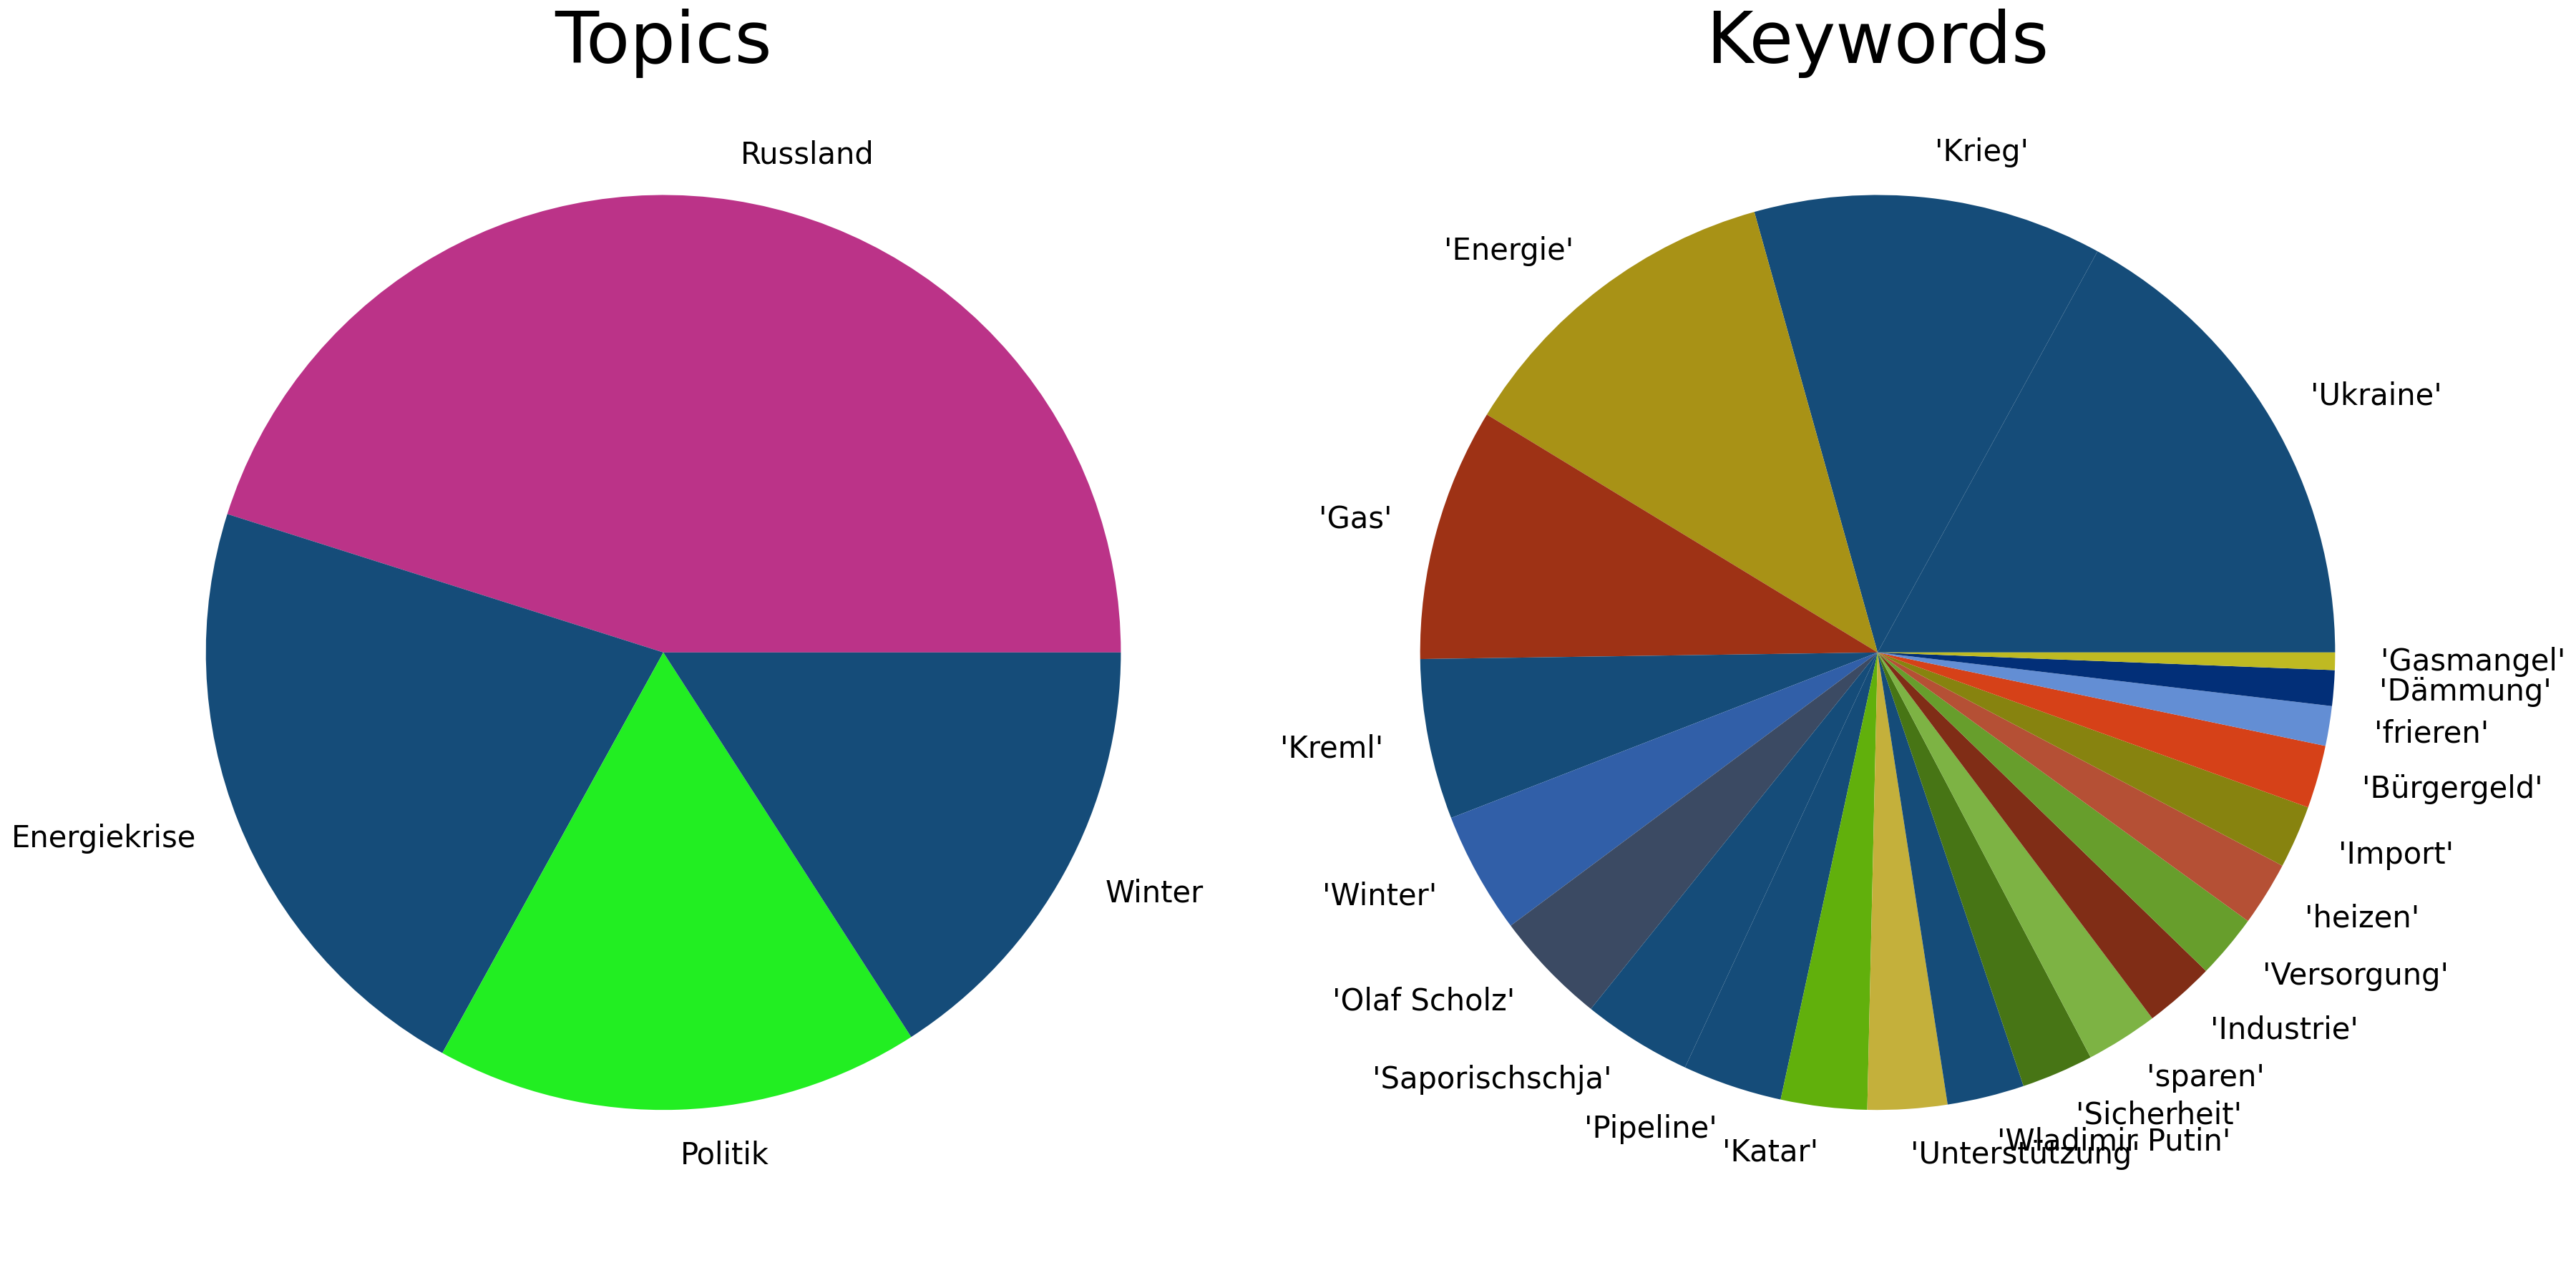 Topics
Russland
Energiekrise
Politik
Winter
Keywords
'Krieg'
'Energie'
'Ukraine'
'Gas'
'Kreml'
'Winter'
'Olaf Scholz'
'Saporischschja'
'Pipeline'
'Katar'
'Unterstützung'
'Wladimir Putin'
'Sicherheit'
'sparen'
'Industrie'
'Versorgung'
'heizen'
'Import'
'Bürgergeld'
'frieren'
'Dämmung'
'Gasmangel'